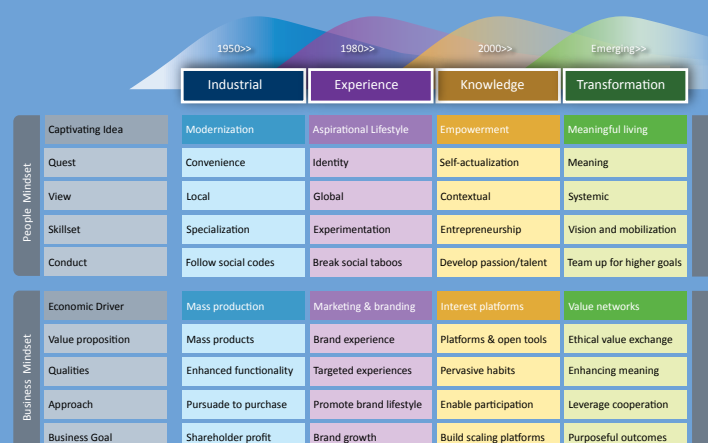 1950>> 1980>> 2000>> Emerging>>
Industrial Experience Knowledge Transformation
People Mindset
Captivating Idea Modernization Aspirational Lifestyle Empowerment Meaningful living
Quest Convenience Identity Self-actualization Meaning
View Local Global Contextual Systemic
Skillset Specialization Experimentation Entrepreneurship Vision and mobilization
Conduct Follow social codes Break social taboos Develop passion/talent Team up for higher goals
Business Mindset
Economic Driver Mass production Marketing & branding Interest platforms Value networks
Value proposition Mass products Brand experience Platforms & open tools Ethical value exchange
Qualities Enhanced functionality Targeted experiences Pervasive habits Enhancing meaning
Approach Pursuade to purchase Promote brand lifestyle Enable participation Leverage cooperation
Business Goal Shareholder profit Brand growth Build scaling platforms Purposeful outcomes